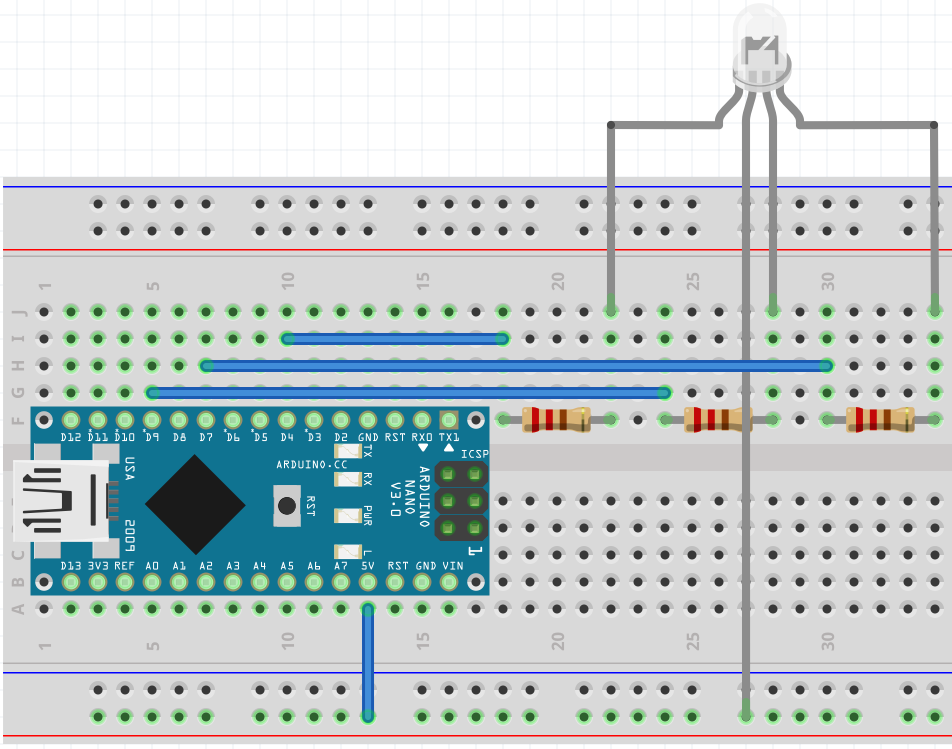 1 5 10 15 20 25 30
J
I
H
G
F
D12 D11 D10 D9 D8 D7 D6 D5 D4 D3 D2 GND RST RX0 TX1
TX
RX
PWR
L
ICSP
1
ARDUINO.CC
RST
ARDUINO
NANO
V3.0
USA
2009
D13 3V3 REF A0 A1 A2 A3 A4 A5 A6 A7 5V RST GND VIN
C
B
A
1 5 10 15 20 25 30